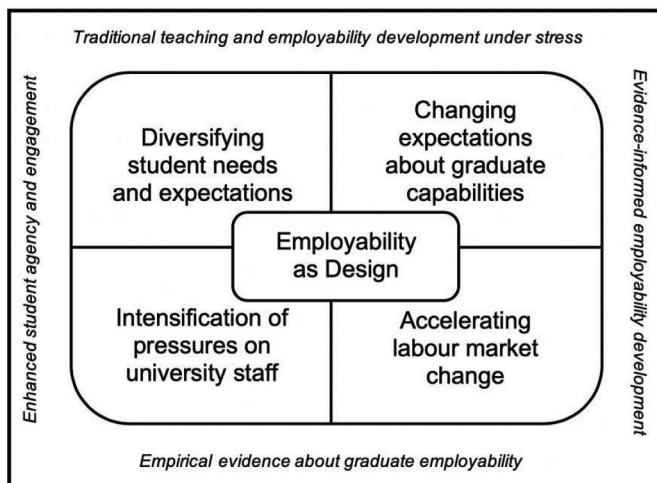 Traditional teaching and employability development under stress
Enhanced student agency and engagement
Diversifying
student needs
and expectations
Changing
expectations
about graduate
capabilities
Evidence-informed employability development
Employability
as Design
Intensification of
pressures on
university staff
Accelerating
labour market
change
Empirical evidence about graduate employability